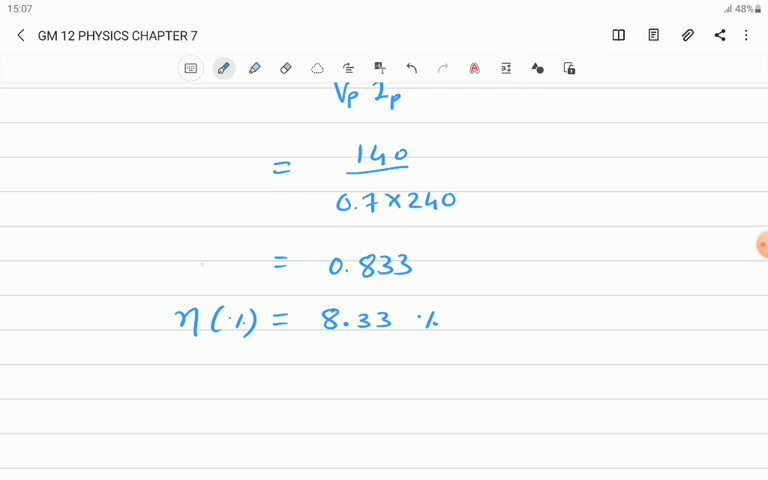 15:07 48%
GM 12 PHYSICS CHAPTER 7
Vp Ip
= 140
0.7 × 240
= 0.833
η (%) = 8.33 %